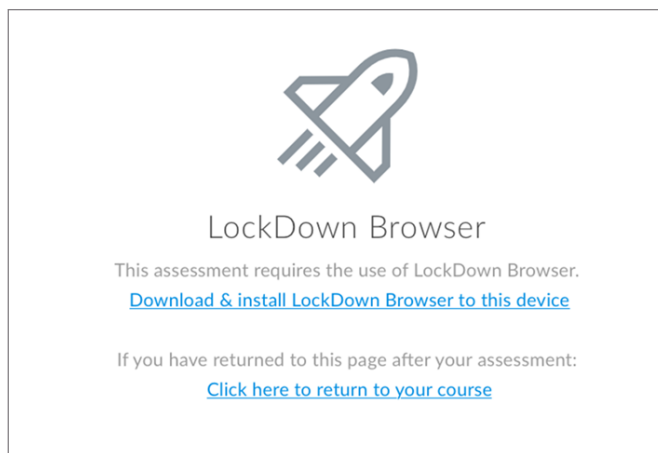 LockDown Browser
This assessment requires the use of LockDown Browser.
Download & install LockDown Browser to this device
If you have returned to this page after your assessment:
Click here to return to your course